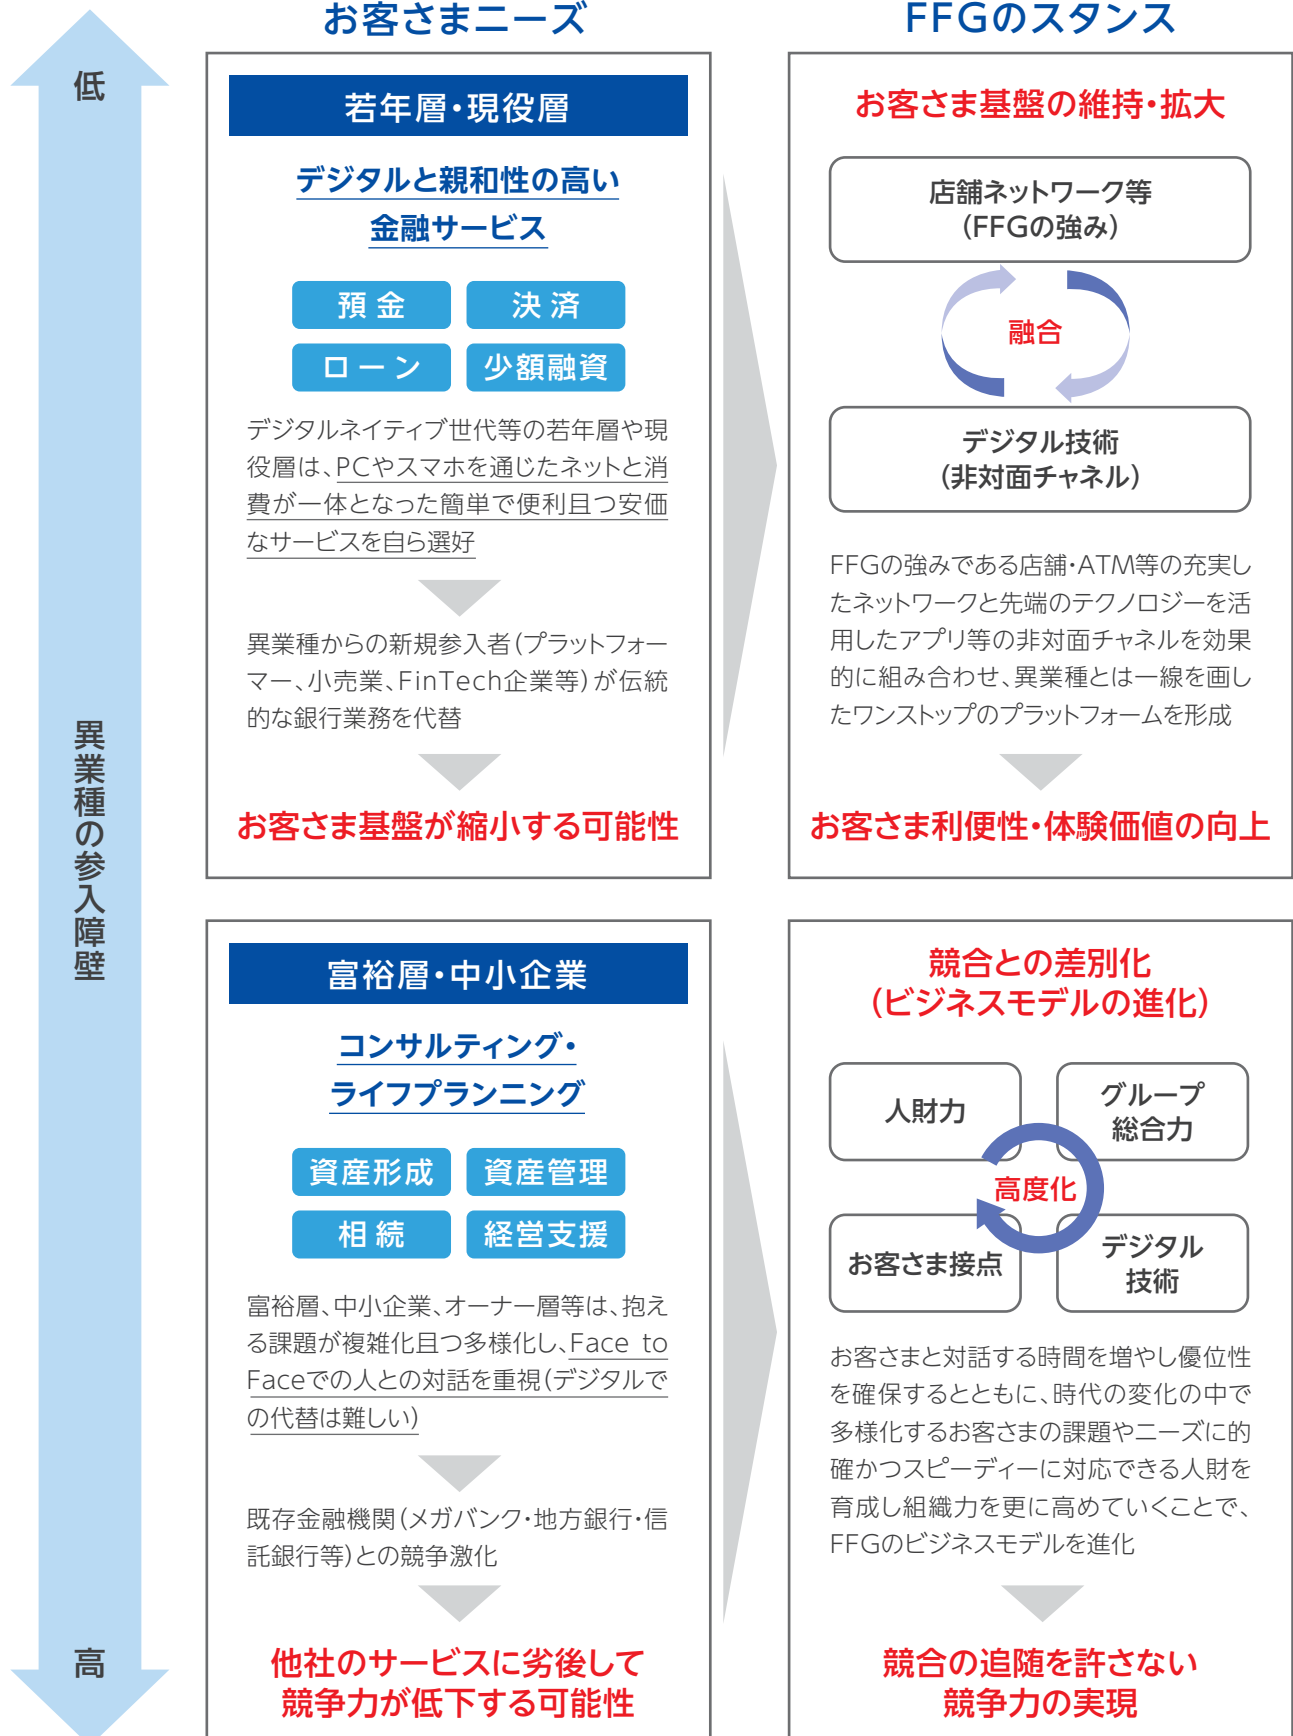 お客さまニーズ
FFGのスタンス
低
異業種の参入障壁
高
若年層・現役層
デジタルと親和性の高い
金融サービス
預金
決済
ローン
少額融資
デジタルネイティブ世代等の若年層や現
役層は、PCやスマホを通じたネットと消
費が一体となった簡単で便利且つ安価
なサービスを自ら選好
異業種からの新規参入者(プラットフォー
マー、小売業、FinTech企業等)が伝統
的な銀行業務を代替
お客さま基盤が縮小する可能性
お客さま基盤の維持・拡大
店舗ネットワーク等
(FFGの強み)
融合
デジタル技術
(非対面チャネル)
FFGの強みである店舗・ATM等の充実し
たネットワークと先端のテクノロジーを活
用したアプリ等の非対面チャネルを効果
的に組み合わせ、異業種とは一線を画し
たワンストップのプラットフォームを形成
お客さま利便性・体験価値の向上
富裕層・中小企業
コンサルティング・
ライフプランニング
資産形成
資産管理
相続
経営支援
富裕層、中小企業、オーナー層等は、抱え
る課題が複雑化且つ多様化し、Face to
Faceでの人との対話を重視(デジタルで
の代替は難しい)
既存金融機関(メガバンク・地方銀行・信
託銀行等)との競争激化
他社のサービスに劣後して
競争力が低下する可能性
競合との差別化
(ビジネスモデルの進化)
人財力
グループ
総合力
高度化
お客さま接点
デジタル
技術
お客さまと対話する時間を増やし優位性
を確保するとともに、時代の変化の中で
多様化するお客さまの課題やニーズに的
確かつスピーディーに対応できる人財を
育成し組織力を更に高めていくことで、
FFGのビジネスモデルを進化
競合の追随を許さない
競争力の実現